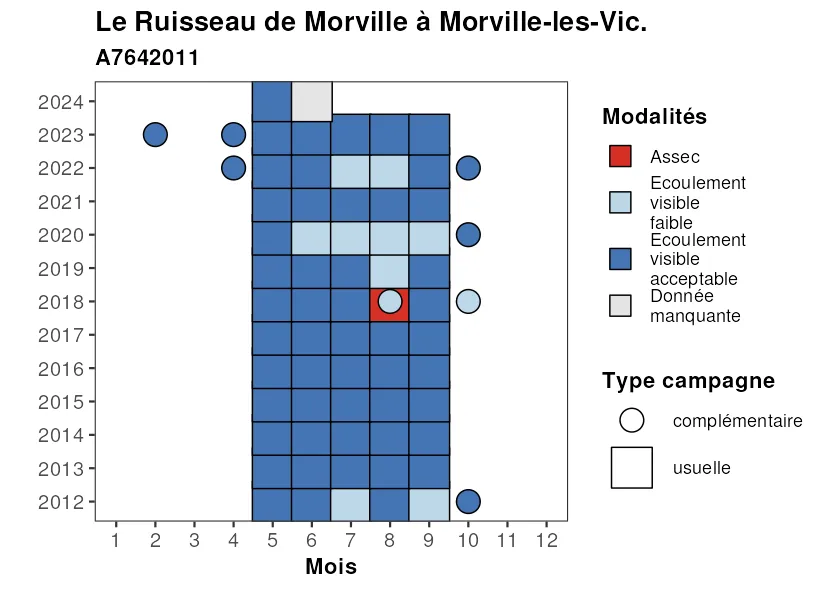 Le Ruisseau de Morville à Morville-les-Vic.
A7642011
2024
2023
2022
2021
2020
2019
2018
2017
2016
2015
2014
2013
2012
1 2 3 4 5 6 7 8 9 10 11 12
Mois
Modalités
Assec
Ecoulement
visible
faible
Ecoulement
visible
acceptable
Donnée
manquante
Type campagne
complémentaire
usuelle